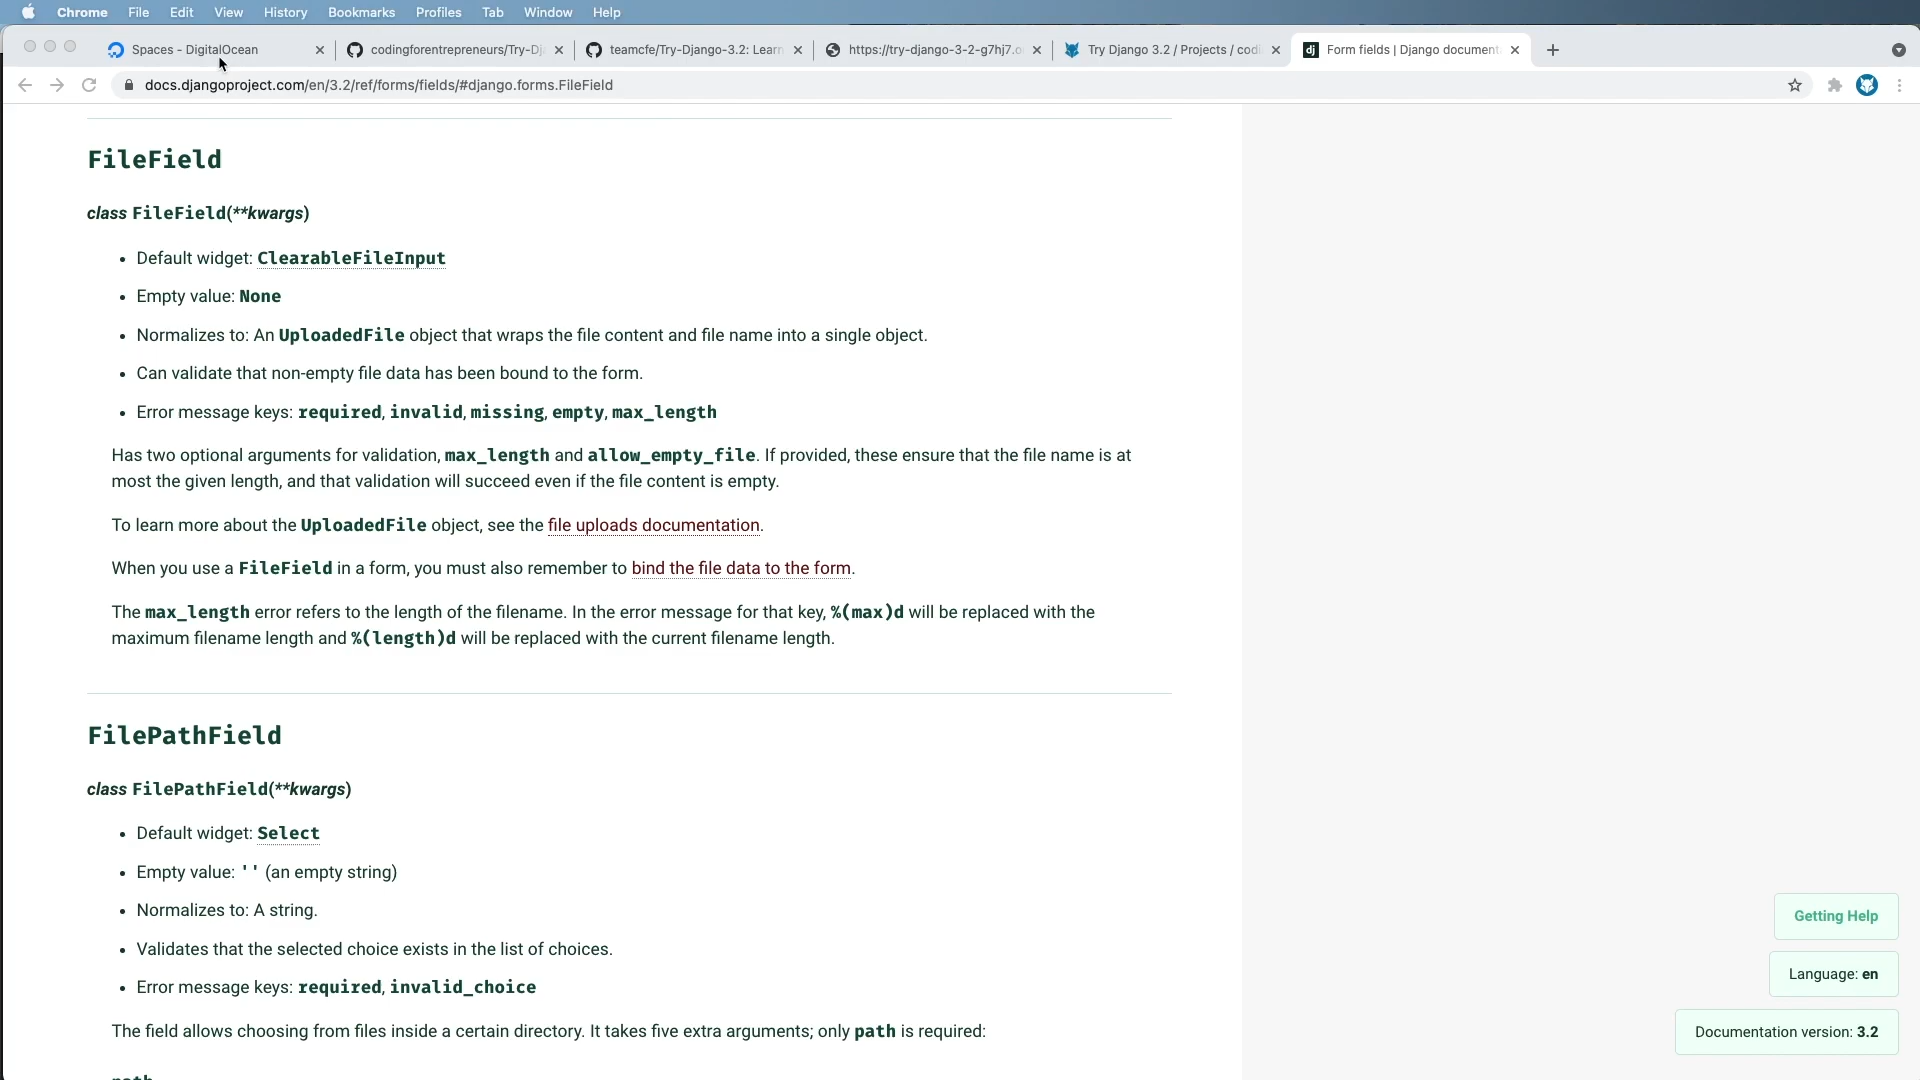 Chrome File Edit View History Bookmarks Profiles Tab Window Help
Spaces - DigitalOcean
codingforentrepreneurs/Try-Dj
teamcfe/Try-Django-3.2: Learn
https://try-django-3-2-g7hj7.o
Try Django 3.2 / Projects / codi
dj Form fields | Django document
docs.djangoproject.com/en/3.2/ref/forms/fields/#django.forms.FileField
FileField
class FileField(**kwargs)
• Default widget: ClearableFileInput
• Empty value: None
• Normalizes to: An UploadedFile object that wraps the file content and file name into a single object.
• Can validate that non-empty file data has been bound to the form.
• Error message keys: required, invalid, missing, empty, max_length
Has two optional arguments for validation, max_length and allow_empty_file. If provided, these ensure that the file name is at
most the given length, and that validation will succeed even if the file content is empty.
To learn more about the UploadedFile object, see the file uploads documentation.
When you use a FileField in a form, you must also remember to bind the file data to the form.
The max_length error refers to the length of the filename. In the error message for that key, %(max)d will be replaced with the
maximum filename length and %(length)d will be replaced with the current filename length.
FilePathField
class FilePathField(**kwargs)
• Default widget: Select
• Empty value: '' (an empty string)
• Normalizes to: A string.
• Validates that the selected choice exists in the list of choices.
• Error message keys: required, invalid_choice
The field allows choosing from files inside a certain directory. It takes five extra arguments; only path is required:
Getting Help
Language: en
Documentation version: 3.2